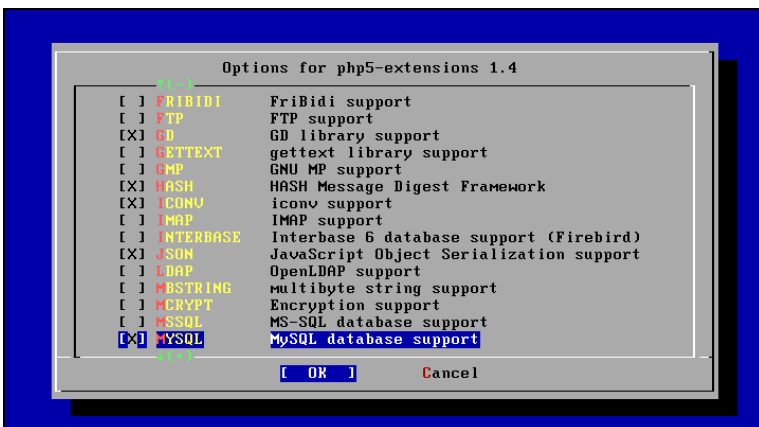 Options for php5-extensions 1.4
↑(-)
[ ] FRIBIDI FriBidi support
[ ] FTP FTP support
[X] GD GD library support
[ ] GETTEXT gettext library support
[ ] GMP GNU MP support
[X] HASH HASH Message Digest Framework
[X] ICONV iconv support
[ ] IMAP IMAP support
[ ] INTERBASE Interbase 6 database support (Firebird)
[X] JSON JavaScript Object Serialization support
[ ] LDAP OpenLDAP support
[ ] MBSTRING multibyte string support
[ ] MCRYPT Encryption support
[ ] MSSQL MS-SQL database support
[X] MYSQL MySQL database support
↓(+)
[ OK ] Cancel